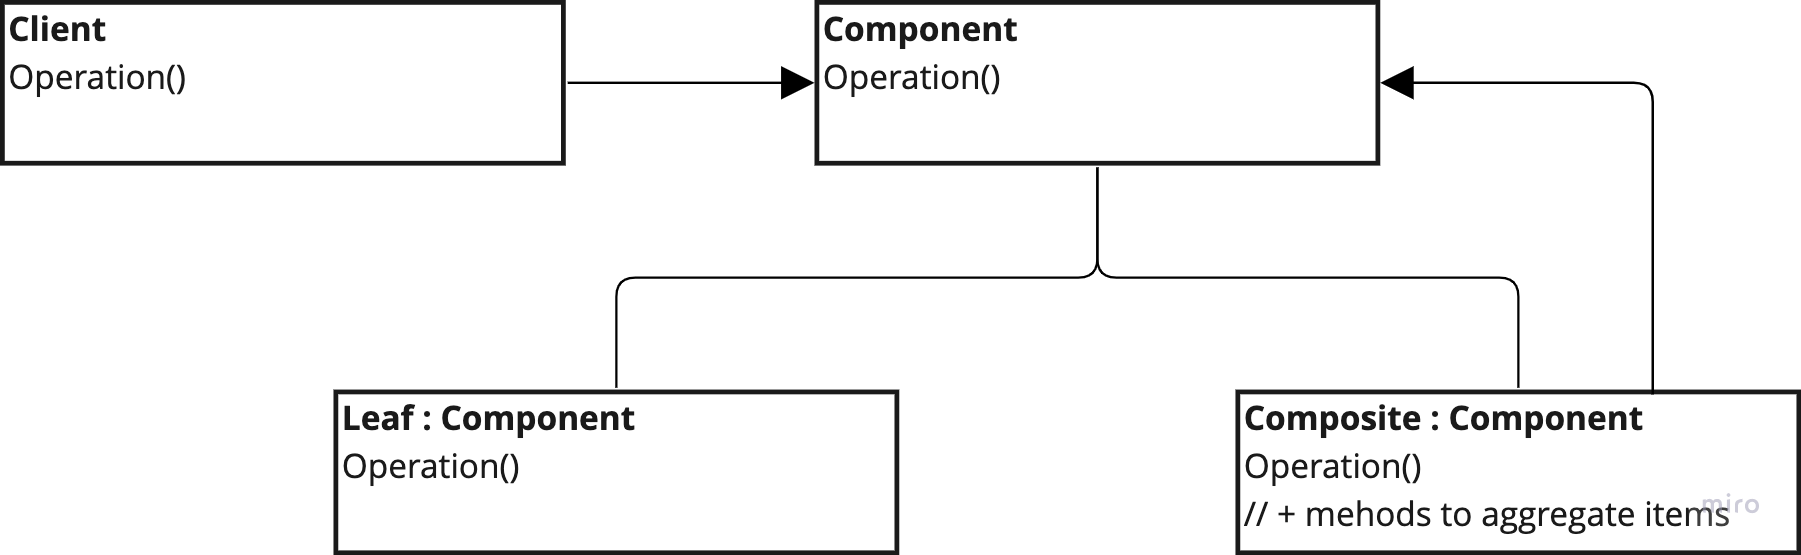 Client
Operation()
Component
Operation()
Leaf : Component
Operation()
Composite : Component
Operation()
// + mehods to aggregate items
miro